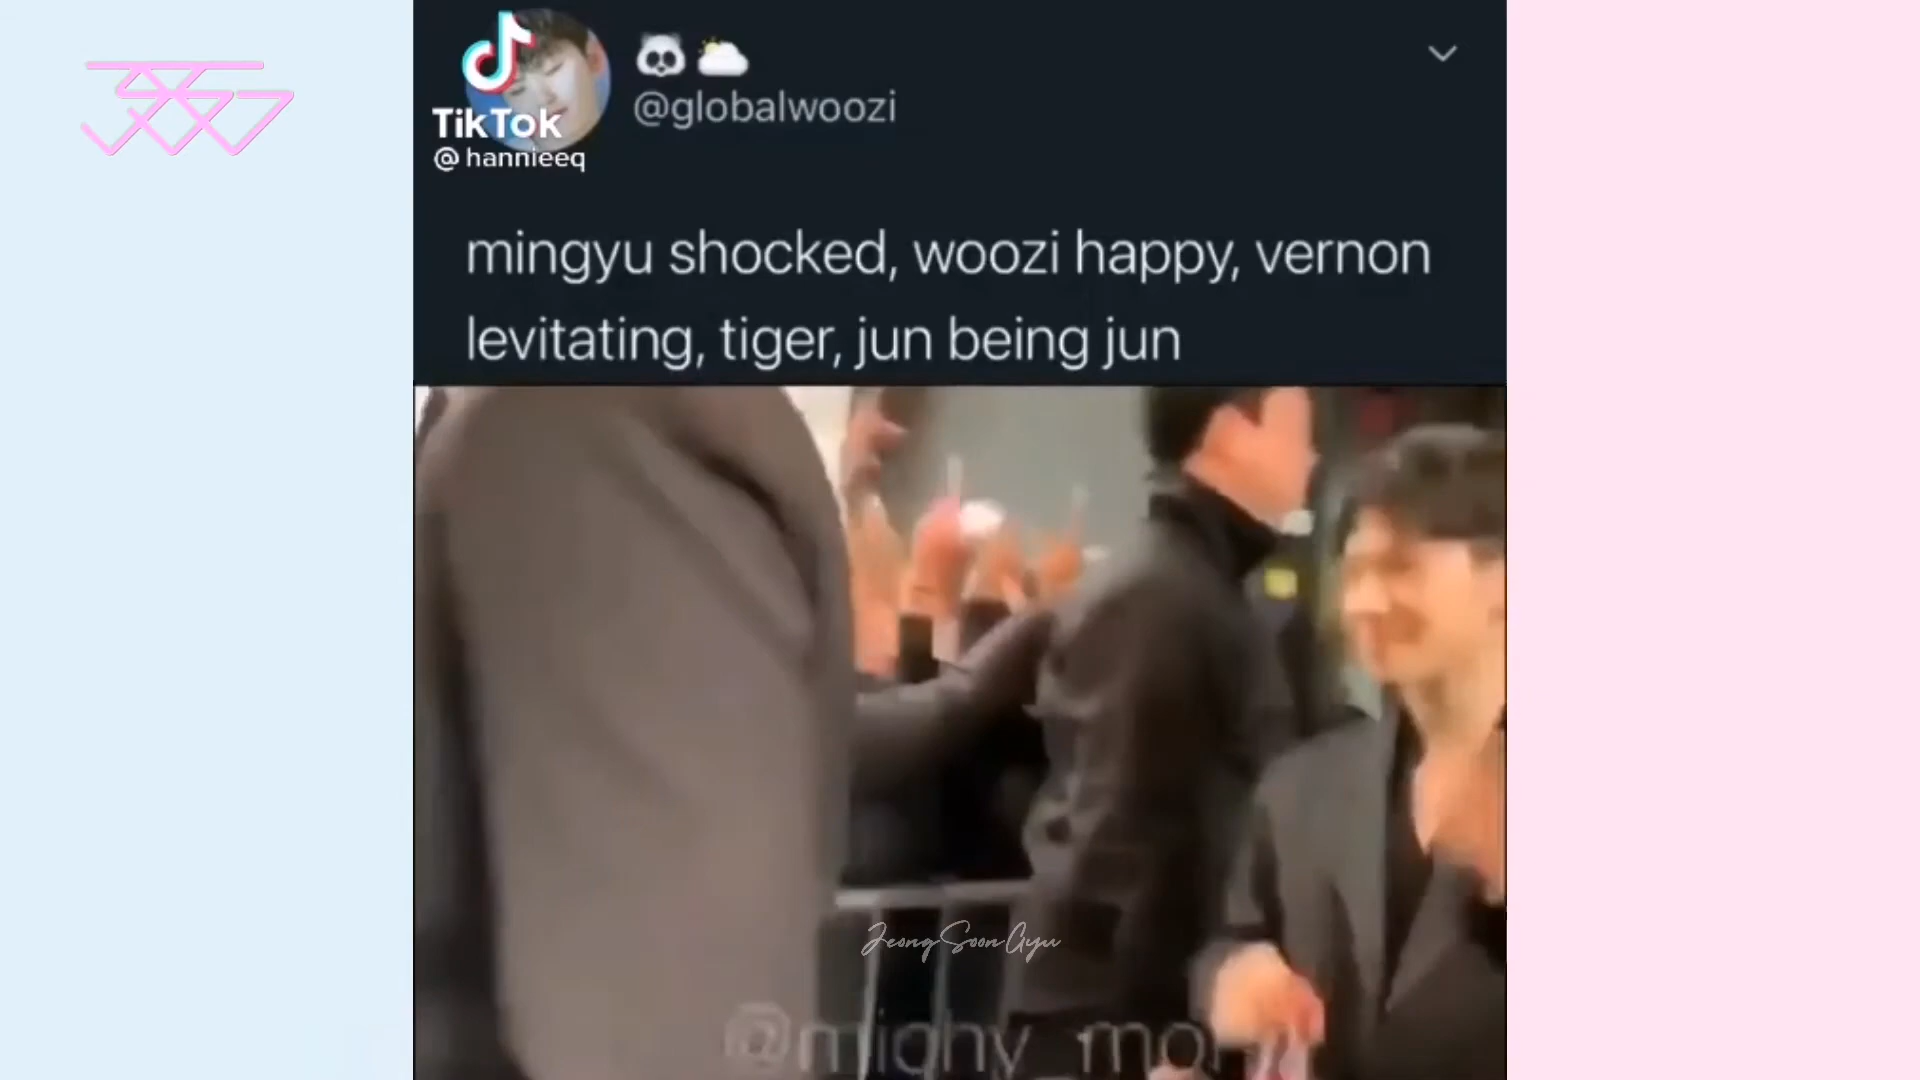 TikTok
@hannieeq
@globalwoozi
mingyu shocked, woozi happy, vernon
levitating, tiger, jun being jun
JeongSoonGyu